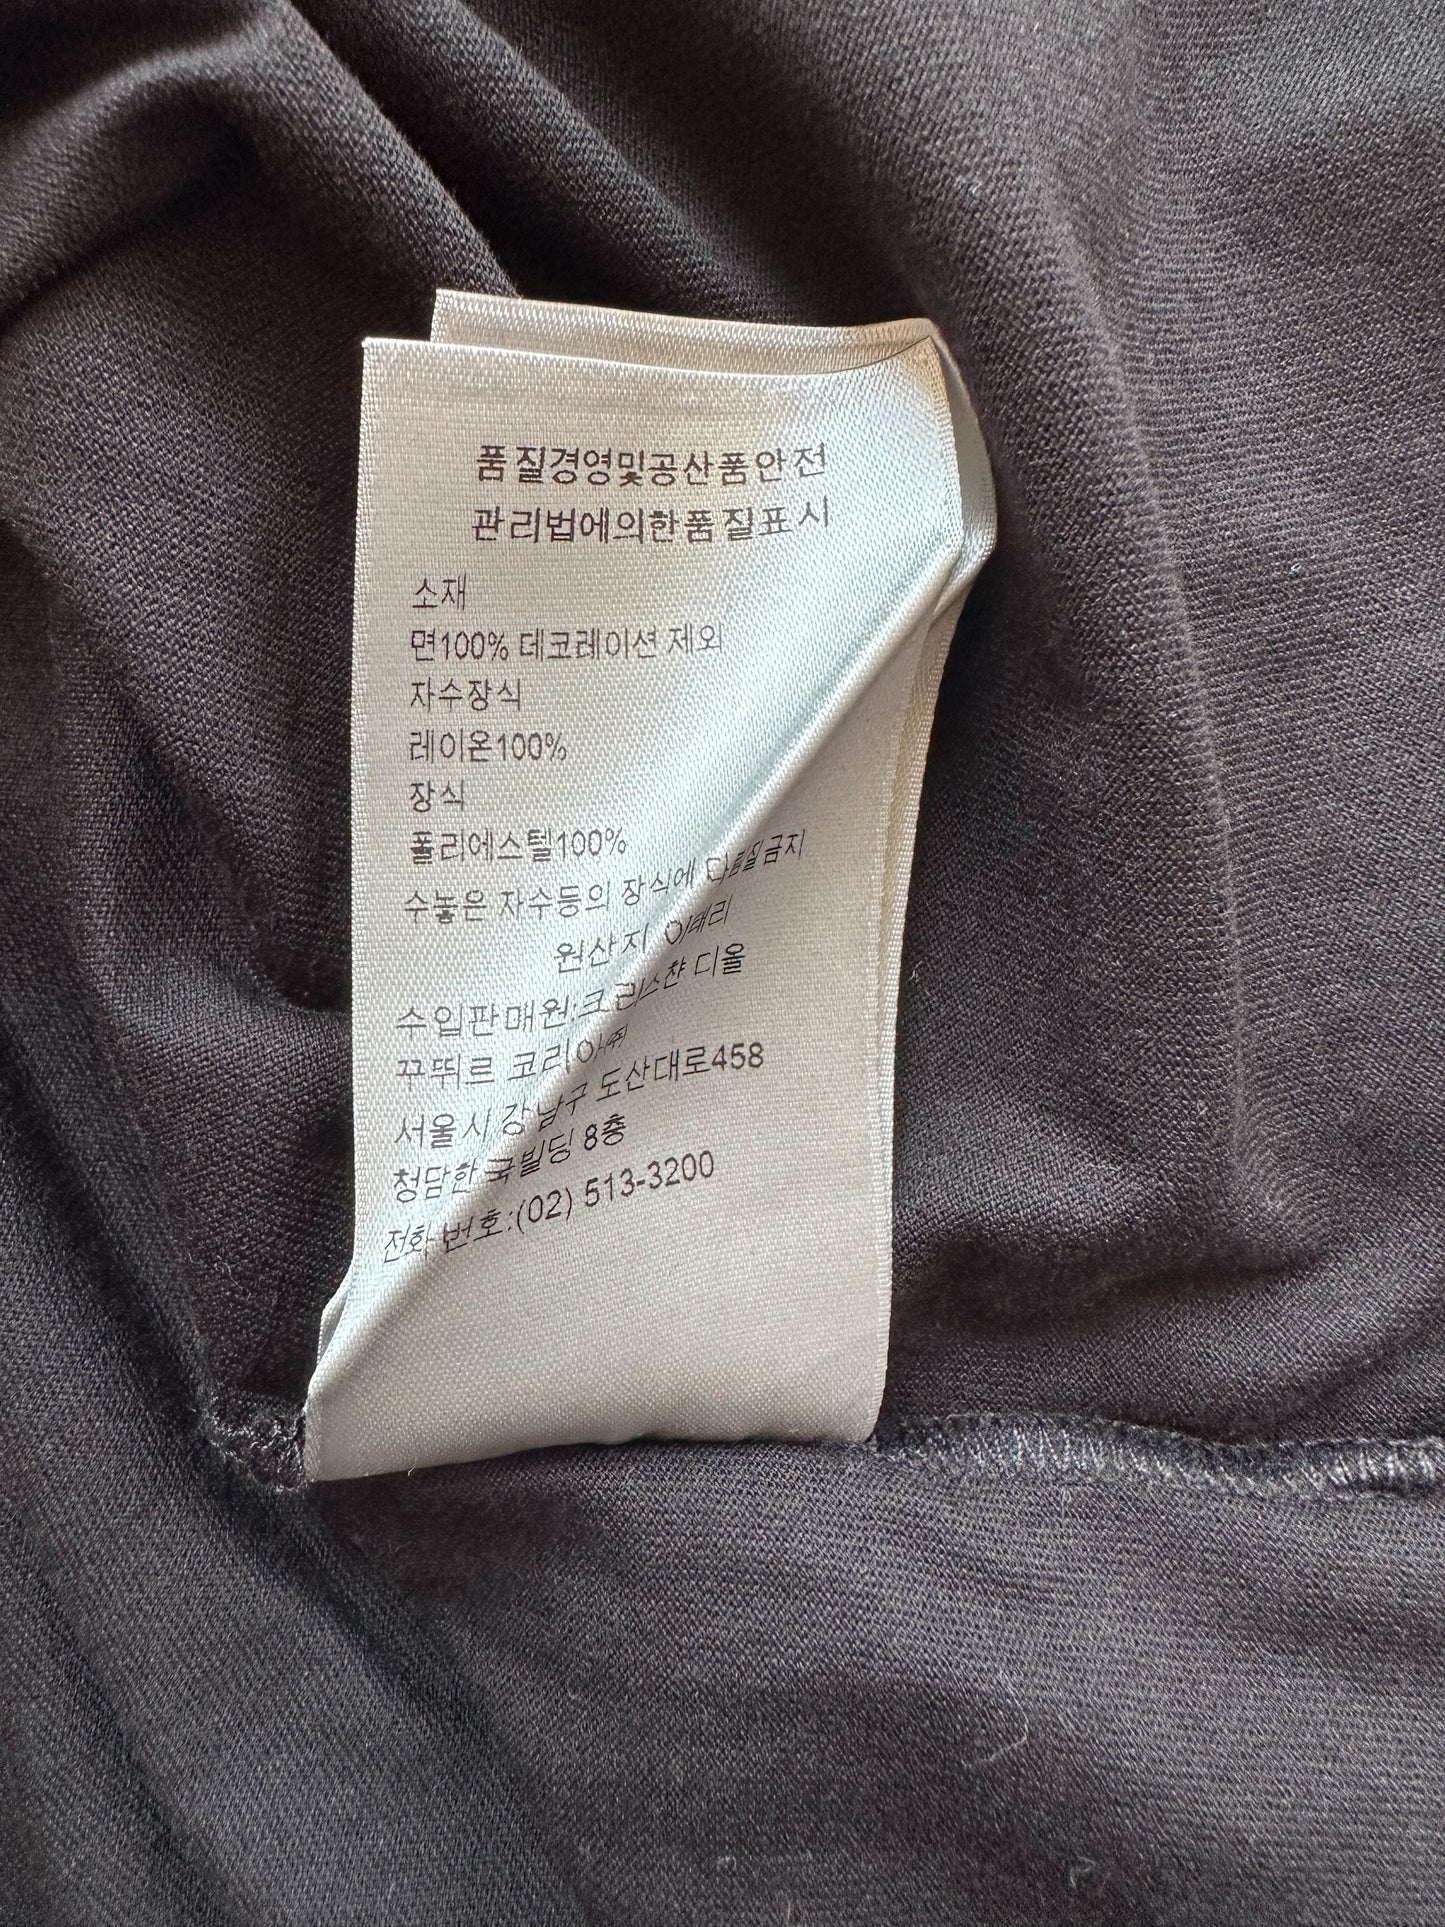 품질경영및공산품안전
관리법에의한품질표시
소재
면100% 데코레이션 제외
자수장식
레이온100%
장식
폴리에스텔100%
수놓은 자수등의 장식에 다림질금지
원산지 이태리
수입판매원:크리스챤 디올
꾸뛰르 코리아㈜
서울시 강남구 도산대로458
청담한국빌딩 8층
전화 번호:(02) 513-3200